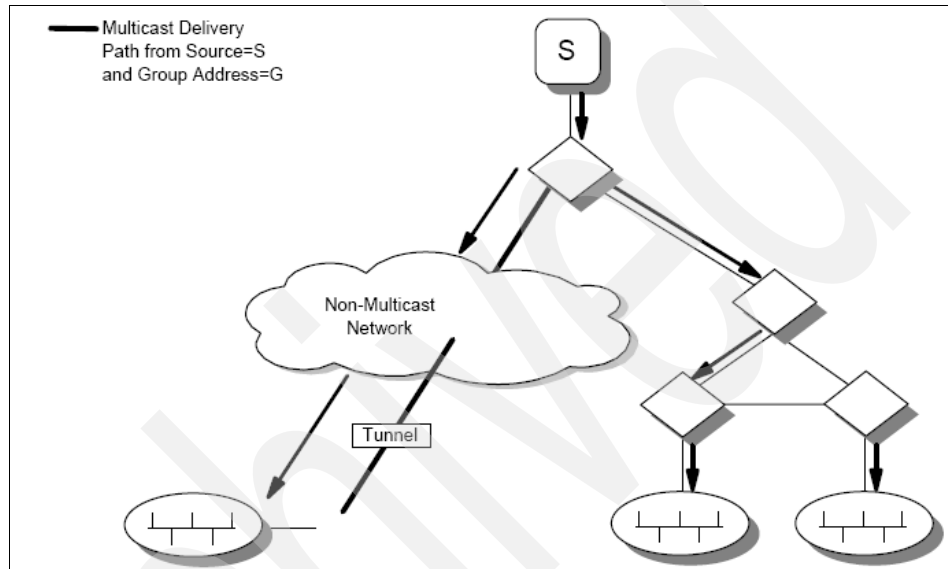 Multicast Delivery
Path from Source=S
and Group Address=G
S
Non-Multicast
Network
Tunnel